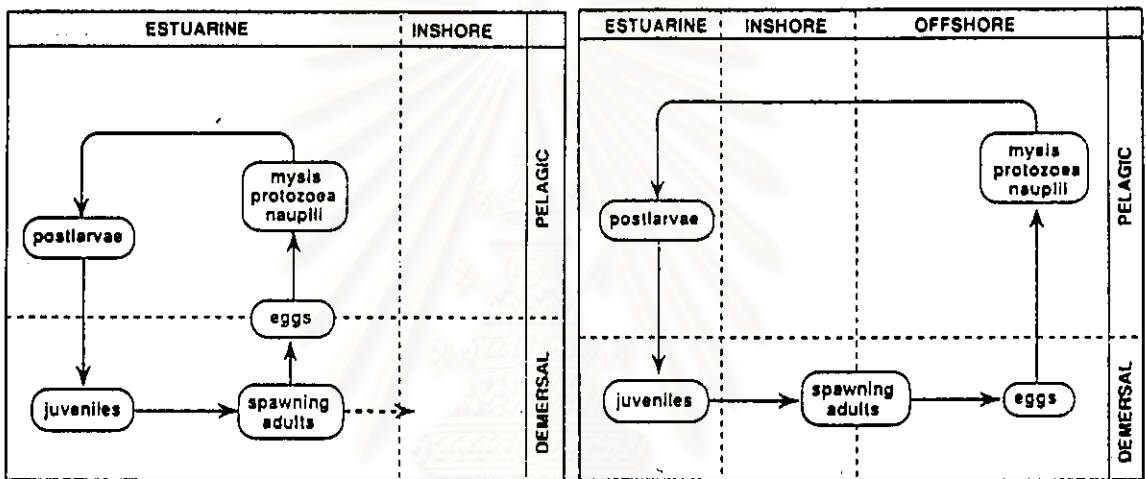 ESTUARINE
INSHORE
PELAGIC
DEMERSAL
mysis
protozoea
nauplii
postlarvae
eggs
juveniles
spawning
adults
ESTUARINE
INSHORE
OFFSHORE
PELAGIC
DEMERSAL
mysis
protozoea
nauplii
postlarvae
juveniles
spawning
adults
eggs